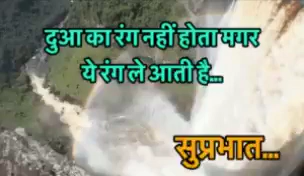 दुआ का रंग नहीं होता मगर
ये रंग ले आती है...
सुप्रभात...